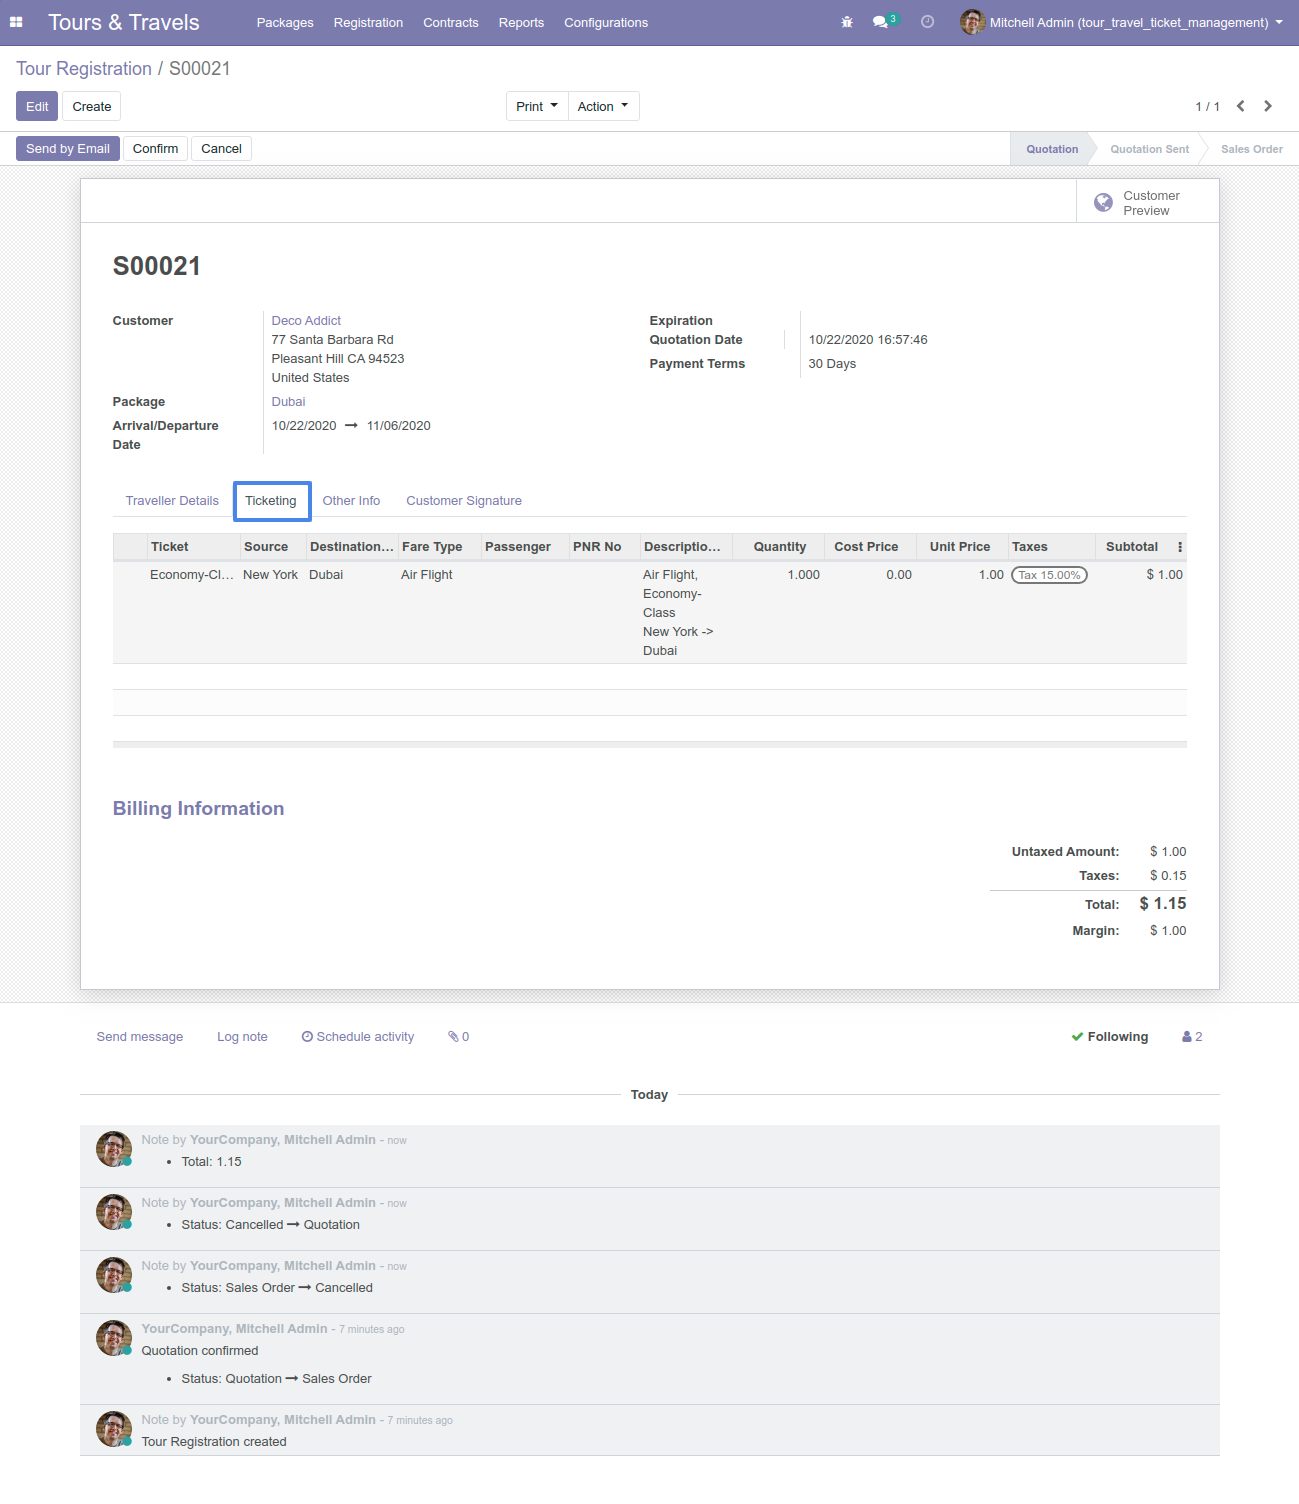 Tours & Travels Packages Registration Contracts Reports Configurations 3 Mitchell Admin (tour_travel_ticket_management)
Tour Registration / S00021
Edit Create Print Action 1 / 1
Send by Email Confirm Cancel Quotation Quotation Sent Sales Order
Customer
Preview
S00021
Customer Deco Addict Expiration
77 Santa Barbara Rd Quotation Date 10/22/2020 16:57:46
Pleasant Hill CA 94523 Payment Terms 30 Days
United States
Package Dubai
Arrival/Departure 10/22/2020 → 11/06/2020
Date
Traveller Details Ticketing Other Info Customer Signature
Ticket Source Destination... Fare Type Passenger PNR No Descriptio... Quantity Cost Price Unit Price Taxes Subtotal
Economy-Cl... New York Dubai Air Flight Air Flight, 1.000 0.00 1.00 Tax 15.00% $ 1.00
Economy-
Class
New York ->
Dubai
Billing Information
Untaxed Amount: $ 1.00
Taxes: $ 0.15
Total: $ 1.15
Margin: $ 1.00
Send message Log note Schedule activity 0 Following 2
Today
Note by YourCompany, Mitchell Admin - now
• Total: 1.15
Note by YourCompany, Mitchell Admin - now
• Status: Cancelled → Quotation
Note by YourCompany, Mitchell Admin - now
• Status: Sales Order → Cancelled
YourCompany, Mitchell Admin - 7 minutes ago
Quotation confirmed
• Status: Quotation → Sales Order
Note by YourCompany, Mitchell Admin - 7 minutes ago
Tour Registration created